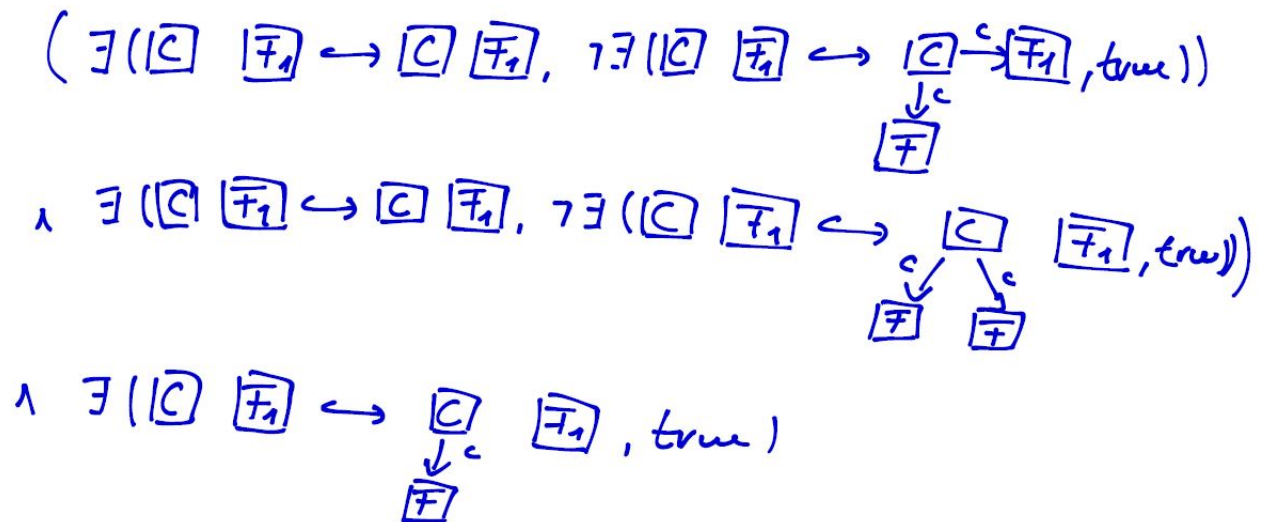 ( ∃(C F₁ ↪ C F₁, ¬∃(C F₁ ↪ C c→ F₁, true))
↓c
F
∧ ∃(C F₁ ↪ C F₁, ¬∃(C F₁ ↪ C F₁, true)))
c↙ ↘c
F F
∧ ∃(C F₁ ↪ C F₁, true)
↓c
F